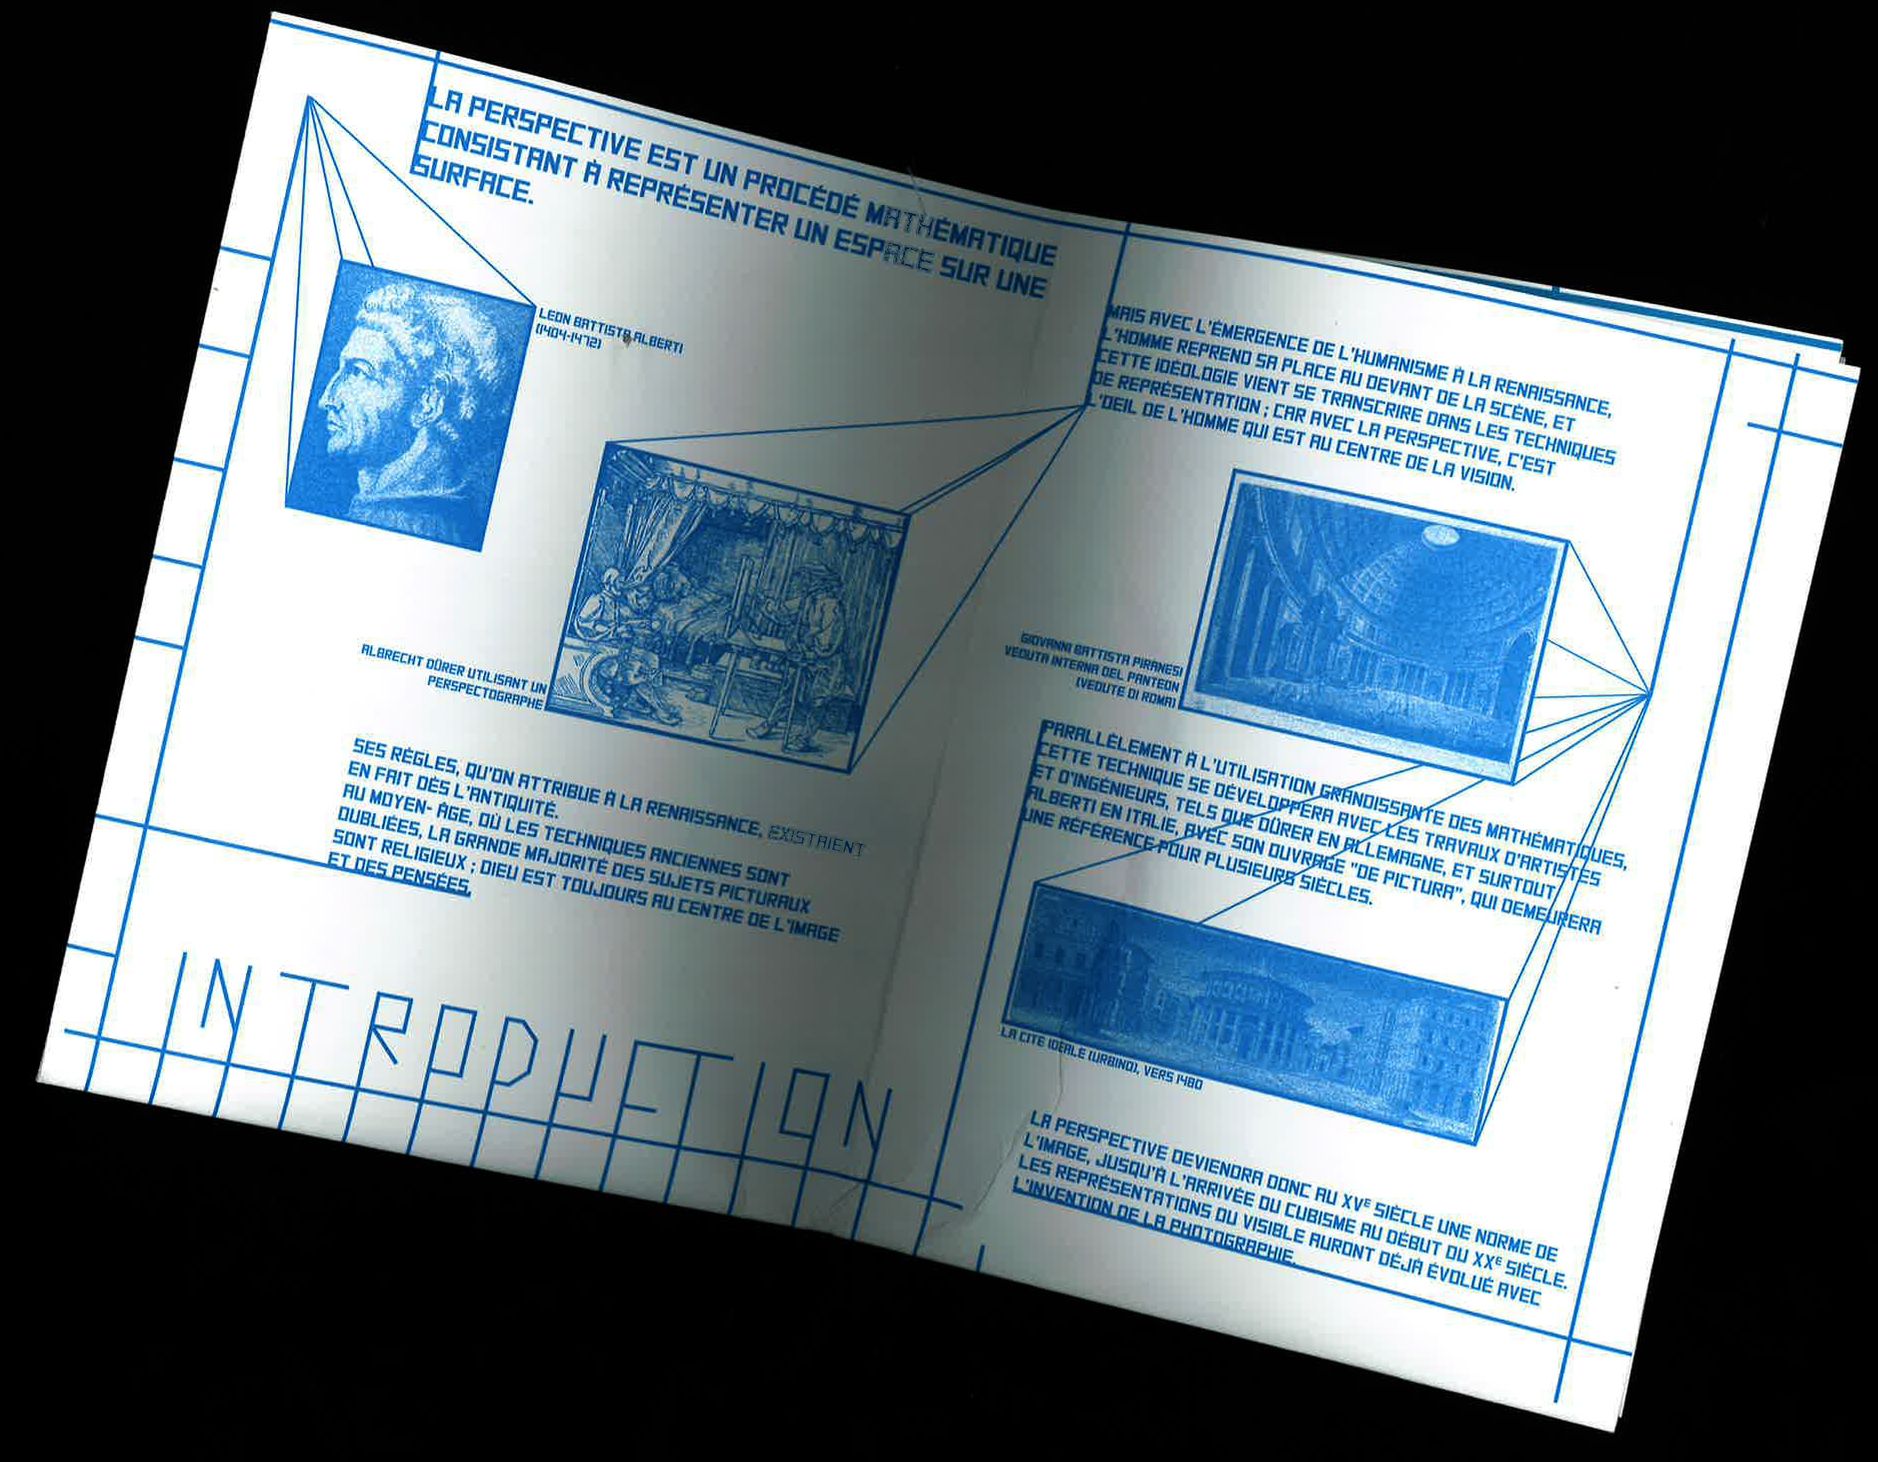 LA PERSPECTIVE EST UN PROCÉDÉ MATHÉMATIQUE
CONSISTANT À REPRÉSENTER UN ESPACE SUR UNE
SURFACE.
LEON BATTISTA ALBERTI
(1404-1472)
ALBRECHT DÜRER UTILISANT UN
PERSPECTOGRAPHE
SES RÈGLES, QU'ON ATTRIBUE À LA RENAISSANCE, EXISTAIENT
EN FAIT DÈS L'ANTIQUITÉ.
AU MOYEN- ÂGE, OÙ LES TECHNIQUES ANCIENNES SONT
OUBLIÉES, LA GRANDE MAJORITÉ DES SUJETS PICTURAUX
SONT RELIGIEUX ; DIEU EST TOUJOURS AU CENTRE DE L'IMAGE
ET DES PENSÉES.
INTRODUCTION
MAIS AVEC L'ÉMERGENCE DE L'HUMANISME À LA RENAISSANCE,
L'HOMME REPREND SA PLACE AU DEVANT DE LA SCÈNE, ET
CETTE IDÉOLOGIE VIENT SE TRANSCRIRE DANS LES TECHNIQUES
DE REPRÉSENTATION ; CAR AVEC LA PERSPECTIVE, C'EST
L'OEIL DE L'HOMME QUI EST AU CENTRE DE LA VISION.
GIOVANNI BATTISTA PIRANESI
VEDUTA INTERNA DEL PANTEON
(VEDUTE DI ROMA)
PARALLÈLEMENT À L'UTILISATION GRANDISSANTE DES MATHÉMATIQUES,
CETTE TECHNIQUE SE DÉVELOPPERA AVEC LES TRAVAUX D'ARTISTES
ET D'INGÉNIEURS, TELS QUE DÜRER EN ALLEMAGNE, ET SURTOUT
ALBERTI EN ITALIE, AVEC SON OUVRAGE "DE PICTURA", QUI DEMEURERA
UNE RÉFERENCE POUR PLUSIEURS SIÈCLES.
LA CITÉ IDÉALE (URBINO), VERS 1480
LA PERSPECTIVE DEVIENDRA DONC AU XVᵉ SIÈCLE UNE NORME DE
L'IMAGE, JUSQU'À L'ARRIVÉE DU CUBISME AU DÉBUT DU XXᵉ SIÈCLE.
LES REPRÉSENTATIONS DU VISIBLE AURONT DÉJÀ ÉVOLUÉ AVEC
L'INVENTION DE LA PHOTOGRAPHIE.